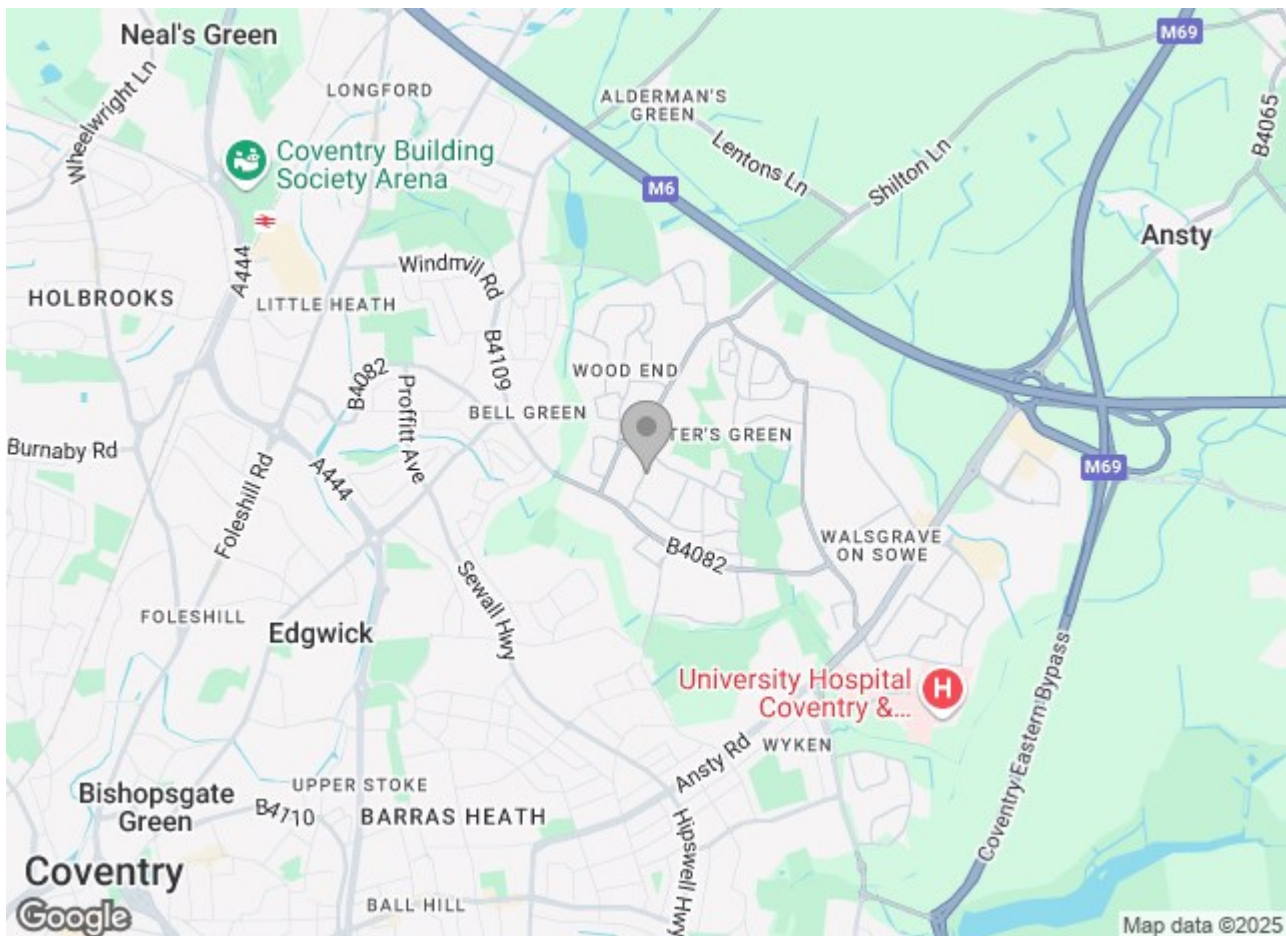 Neal's Green
M69
Wheelwright Ln
LONGFORD
ALDERMAN'S
GREEN
B4065
Coventry Building
Society Arena
Lentons Ln
Shilton Ln
M6
Ansty
A444
Windmill Rd
HOLBROOKS
LITTLE HEATH
B4109
B4082
WOOD END
Proffitt Ave
BELL GREEN
TER'S GREEN
Burnaby Rd
M69
A444
Foleshill Rd
WALSGRAVE
ON SOWE
B4082
Sewall Hwy
FOLESHILL
Edgwick
Coventry Eastern Bypass
University Hospital
Coventry &...
H
WYKEN
Ansty Rd
UPPER STOKE
Bishopsgate
Green
B4110
BARRAS HEATH
Hipswell Hwy
Coventry
BALL HILL
Google
Map data ©2025